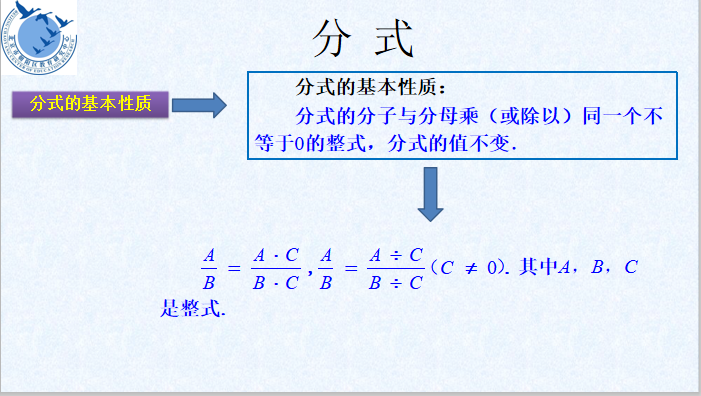 分 式
分式的基本性质
分式的基本性质：
分式的分子与分母乘（或除以）同一个不
等于0的整式，分式的值不变.
A/B = A·C/B·C , A/B = A÷C/B÷C (C ≠ 0). 其中A，B，C
是整式.